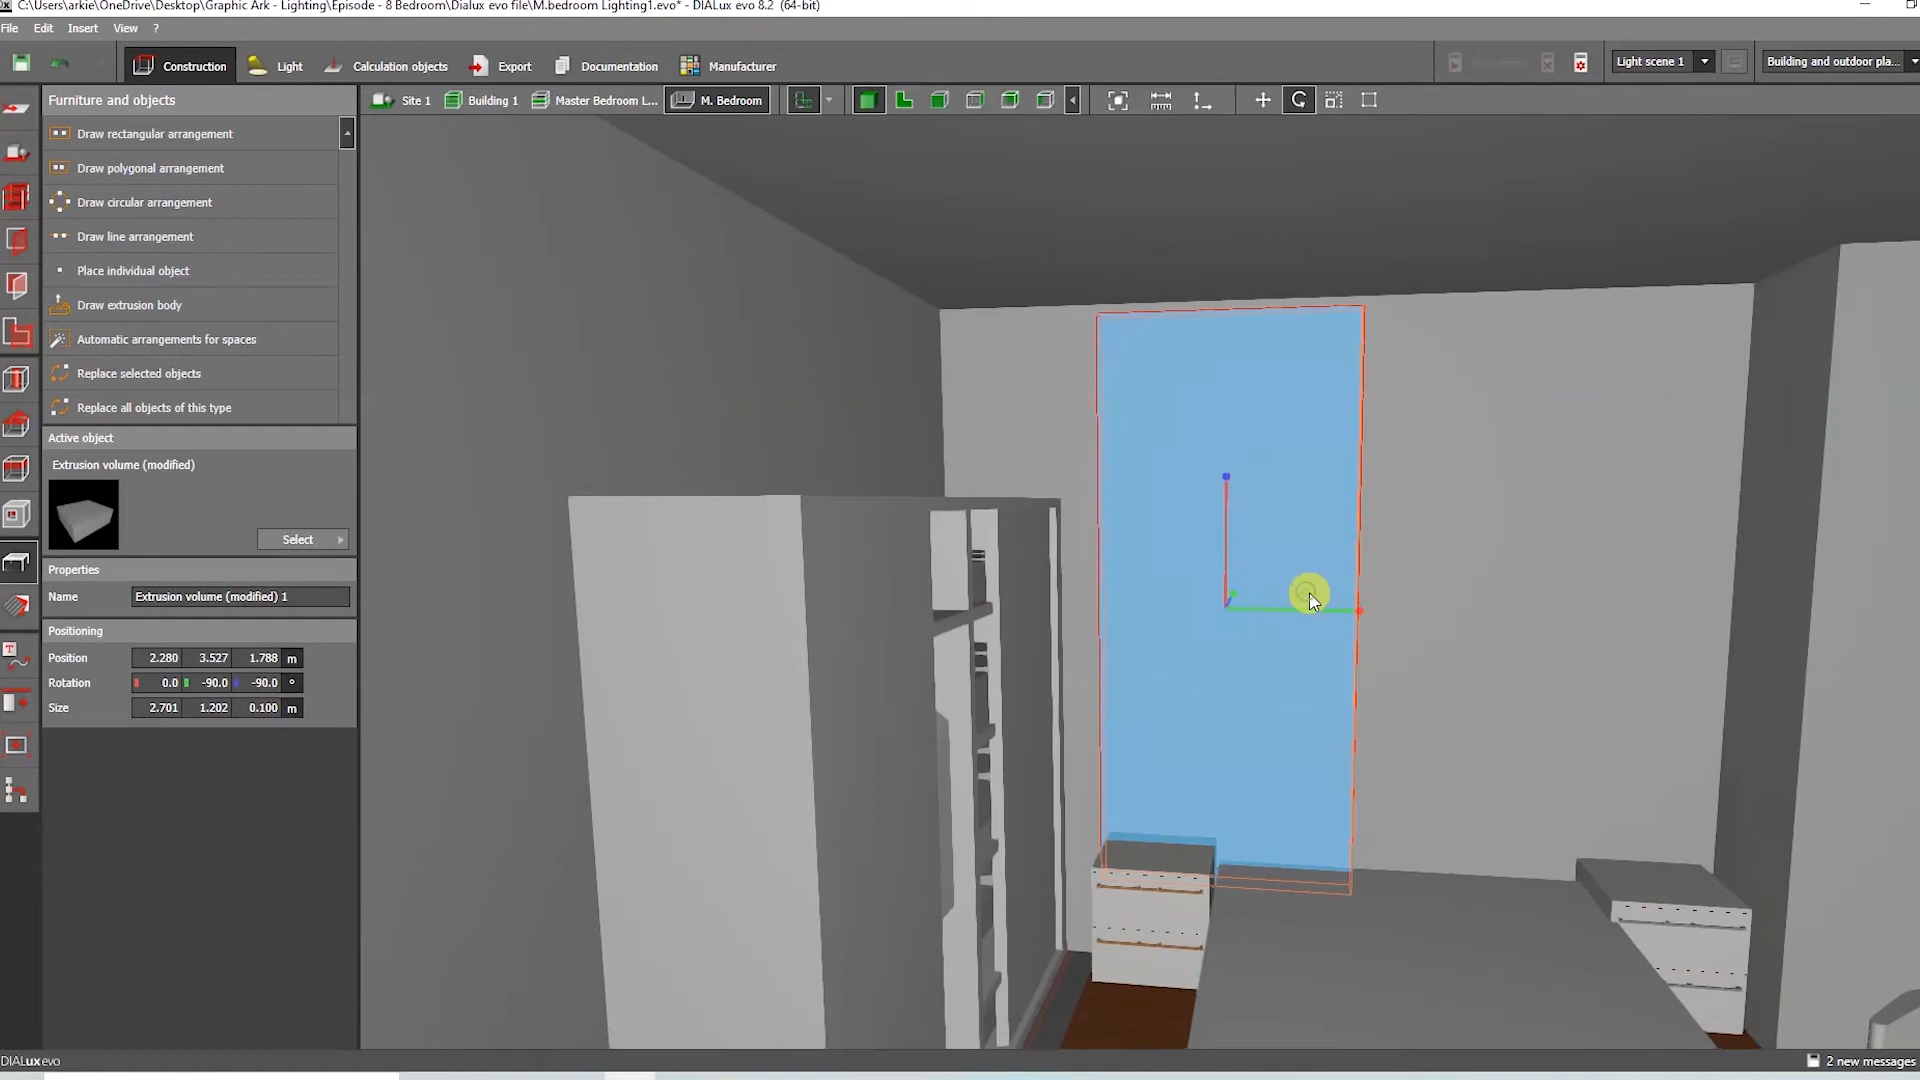 C:\Users\arkie\OneDrive\Desktop\Graphic Ark - Lighting\Episode - 8 Bedroom\Dialux evo file\M.bedroom Lighting1.evo* - DIALux evo 8.2 (64-bit)
File Edit Insert View ?
Construction Light Calculation objects Export Documentation Manufacturer Light scene 1 Building and outdoor pla...
Furniture and objects
Site 1 Building 1 Master Bedroom L... M. Bedroom
Draw rectangular arrangement
Draw polygonal arrangement
Draw circular arrangement
Draw line arrangement
Place individual object
Draw extrusion body
Automatic arrangements for spaces
Replace selected objects
Replace all objects of this type
Active object
Extrusion volume (modified)
Select
Properties
Name Extrusion volume (modified) 1
Positioning
Position 2.280 3.527 1.788 m
Rotation 0.0 -90.0 -90.0 °
Size 2.701 1.202 0.100 m
DIALux evo
2 new messages